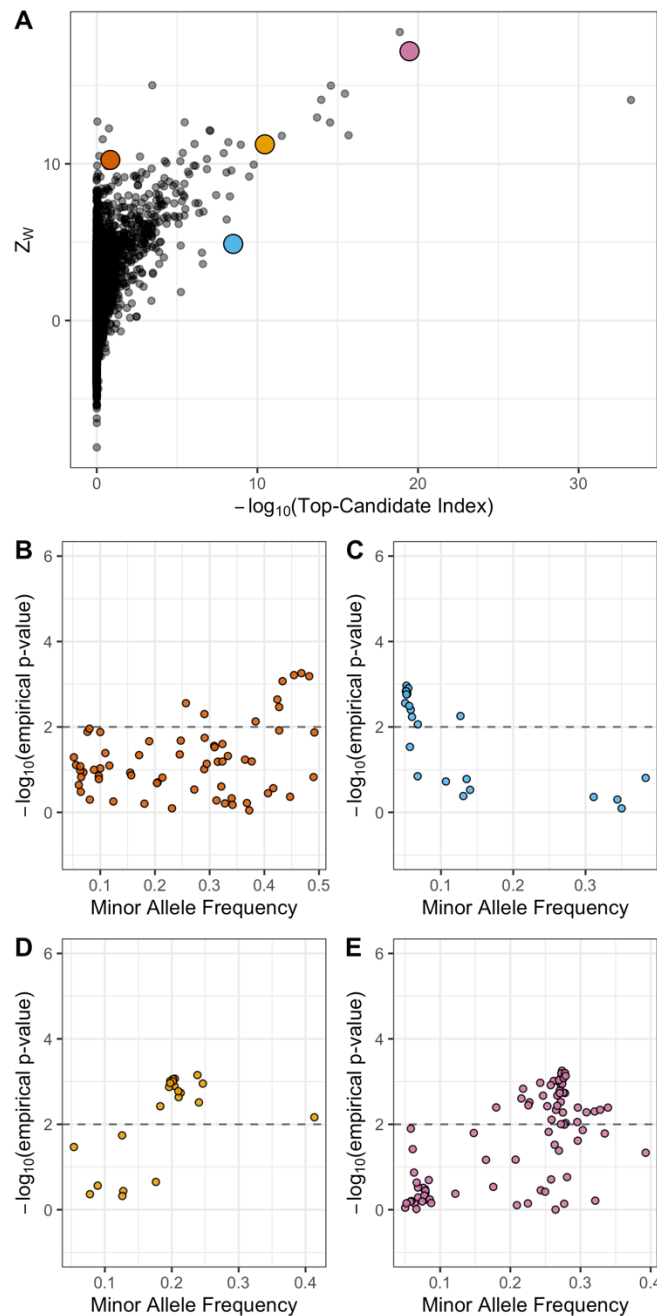 A
Z_W
10
0
0
10
20
30
−log₁₀(Top-Candidate Index)
B
−log₁₀(empirical p-value)
6
4
2
0
0.1
0.2
0.3
0.4
0.5
Minor Allele Frequency
C
−log₁₀(empirical p-value)
6
4
2
0
0.1
0.3
Minor Allele Frequency
D
−log₁₀(empirical p-value)
6
4
2
0
0.1
0.2
0.3
0.4
Minor Allele Frequency
E
−log₁₀(empirical p-value)
6
4
2
0
0.1
0.2
0.3
0.4
Minor Allele Frequency